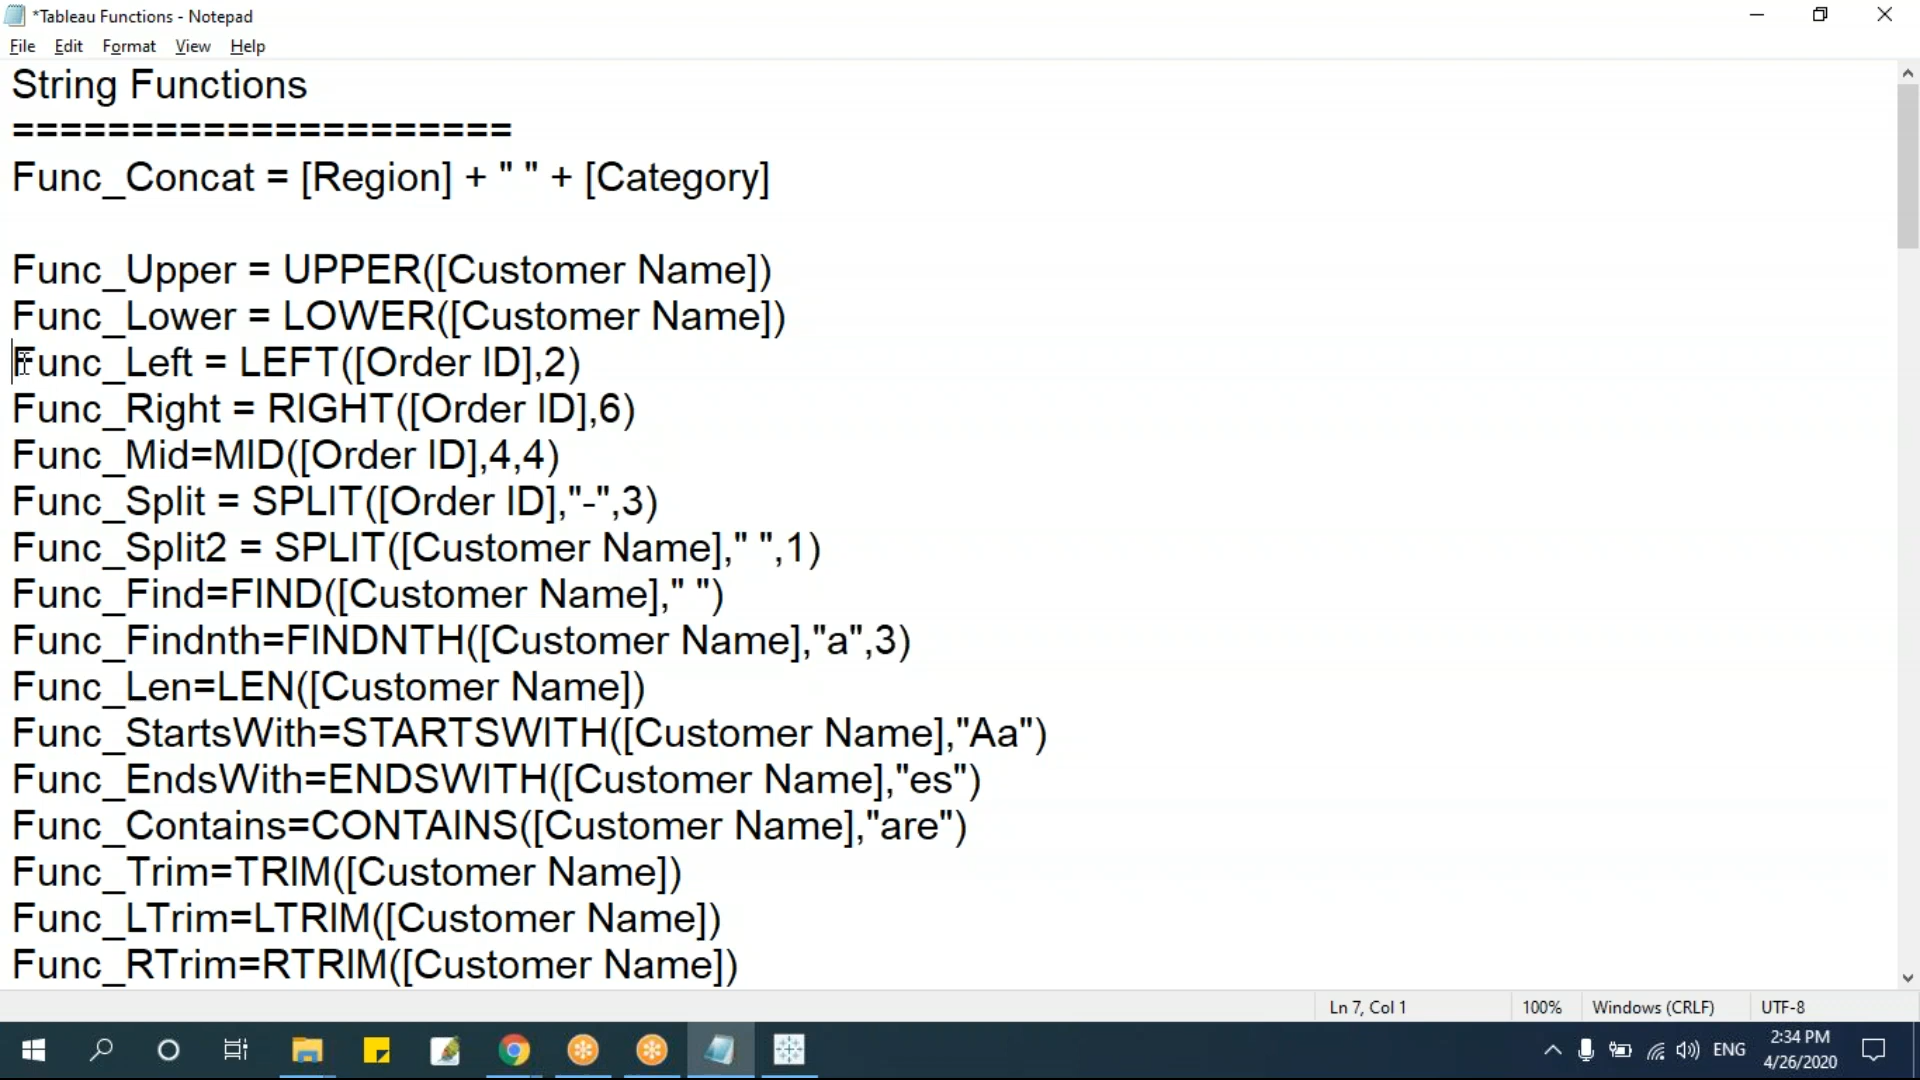 *Tableau Functions - Notepad
File Edit Format View Help
String Functions
=====================
Func_Concat = [Region] + " " + [Category]
Func_Upper = UPPER([Customer Name])
Func_Lower = LOWER([Customer Name])
Func_Left = LEFT([Order ID],2)
Func_Right = RIGHT([Order ID],6)
Func_Mid=MID([Order ID],4,4)
Func_Split = SPLIT([Order ID],"-",3)
Func_Split2 = SPLIT([Customer Name]," ",1)
Func_Find=FIND([Customer Name]," ")
Func_Findnth=FINDNTH([Customer Name],"a",3)
Func_Len=LEN([Customer Name])
Func_StartsWith=STARTSWITH([Customer Name],"Aa")
Func_EndsWith=ENDSWITH([Customer Name],"es")
Func_Contains=CONTAINS([Customer Name],"are")
Func_Trim=TRIM([Customer Name])
Func_LTrim=LTRIM([Customer Name])
Func_RTrim=RTRIM([Customer Name])
Ln 7, Col 1 100% Windows (CRLF) UTF-8
ENG 2:34 PM
4/26/2020